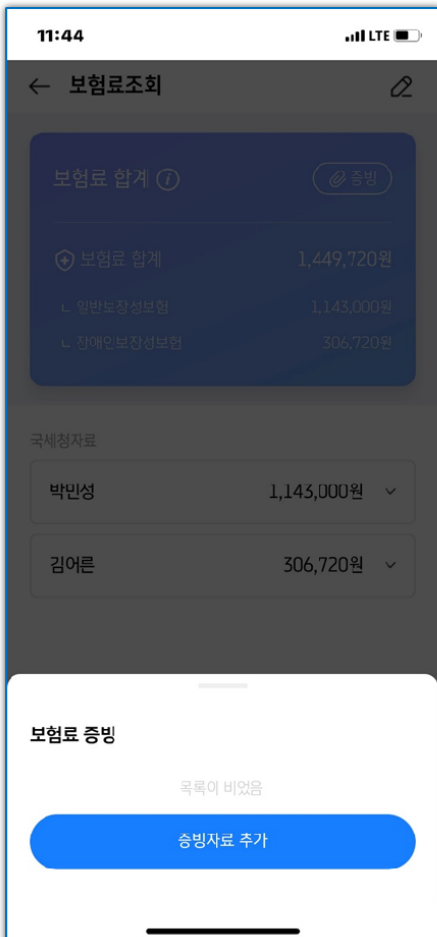 11:44 LTE
보험료조회
보험료 합계 증빙
보험료 합계 1,449,720원
ㄴ 일반보장성보험 1,143,000원
ㄴ 장애인보장성보험 306,720원
국세청자료
박민성 1,143,000원
김어른 306,720원
보험료 증빙
목록이 비었음
증빙자료 추가